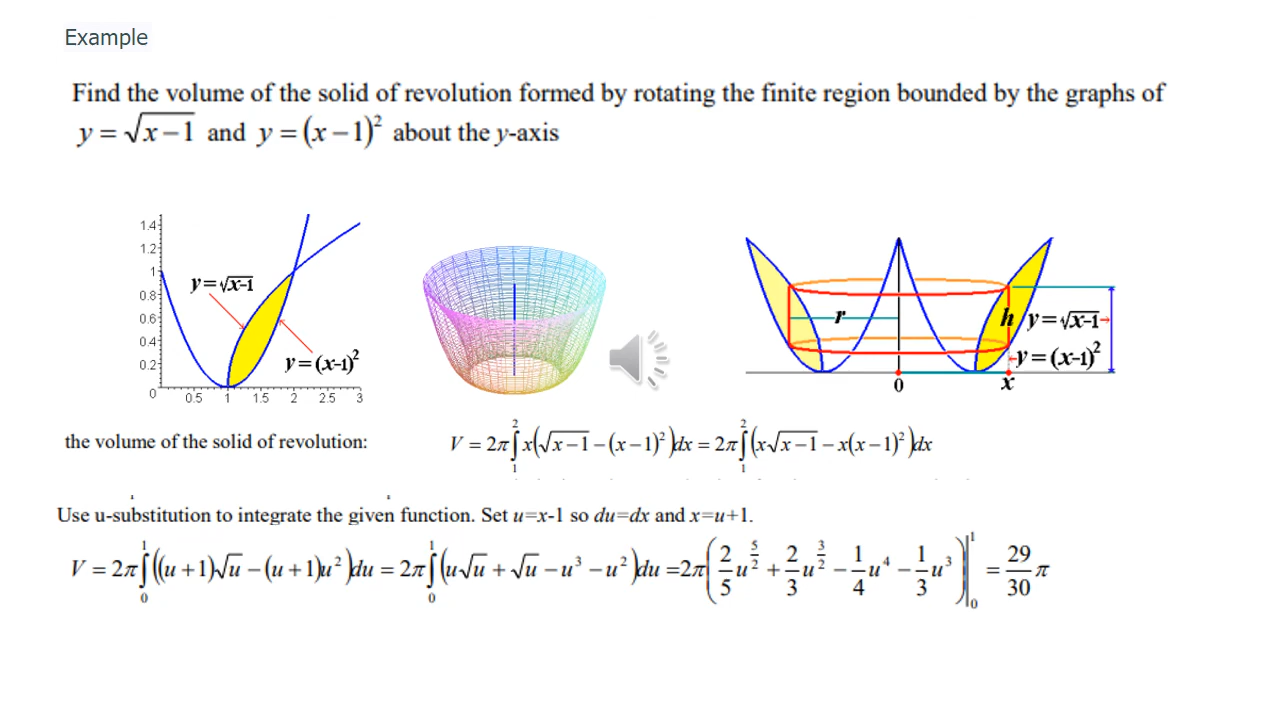 Example
Find the volume of the solid of revolution formed by rotating the finite region bounded by the graphs of
y = √(x−1) and y = (x−1)² about the y-axis
1.4
1.2
1
0.8
0.6
0.4
0.2
0
0.5 1 1.5 2 2.5 3
y=√x-1
y=(x-1)²
r
h
y=√x-1
y=(x-1)²
0
x
the volume of the solid of revolution: V = 2π∫₁² x(√(x−1) − (x−1)²)dx = 2π∫₁² (x√(x−1) − x(x−1)²)dx
Use u-substitution to integrate the given function. Set u=x-1 so du=dx and x=u+1.
V = 2π∫₀¹ ((u+1)√u − (u+1)u²)du = 2π∫₀¹ (u√u + √u − u³ − u²)du =2π(2/5 u^(5/2) + 2/3 u^(3/2) − 1/4 u⁴ − 1/3 u³)|₀¹ = 29/30 π